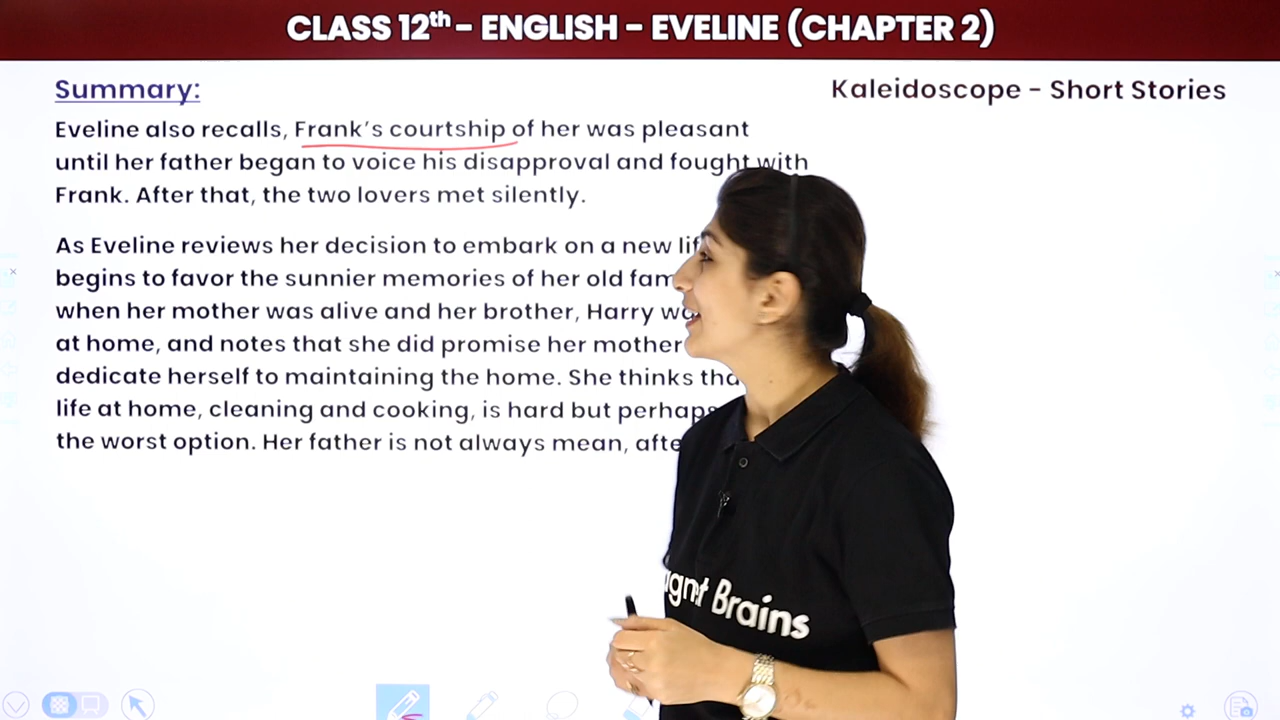 CLASS 12th - ENGLISH - EVELINE (CHAPTER 2)
Summary:
Kaleidoscope - Short Stories
Eveline also recalls, Frank's courtship of her was pleasant
until her father began to voice his disapproval and fought with
Frank. After that, the two lovers met silently.
As Eveline reviews her decision to embark on a new
begins to favor the sunnier memories of her old
when her mother was alive and her brother, Harry
at home, and notes that she did promise her mother
dedicate herself to maintaining the home. She thinks
life at home, cleaning and cooking, is hard but perhaps
the worst option. Her father is not always mean,
Brains